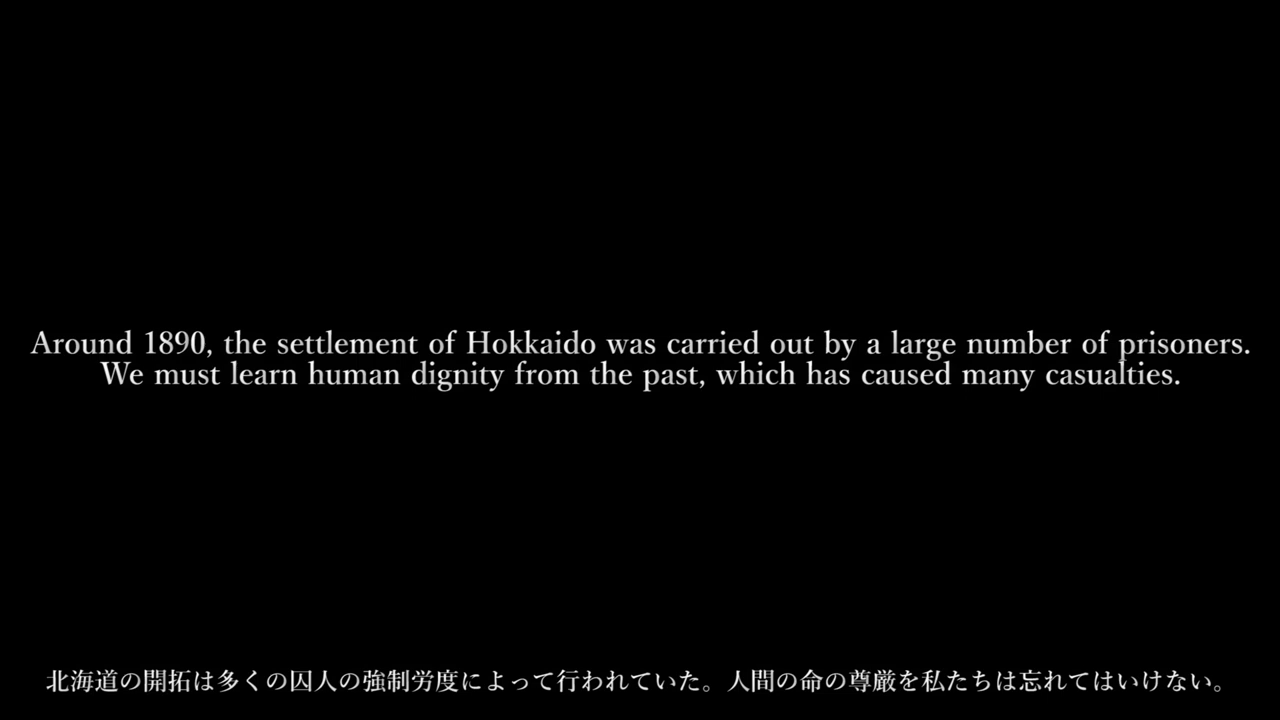 Around 1890, the settlement of Hokkaido was carried out by a large number of prisoners.
We must learn human dignity from the past, which has caused many casualties.
北海道の開拓は多くの囚人の強制労度によって行われていた。人間の命の尊厳を私たちは忘れてはいけない。